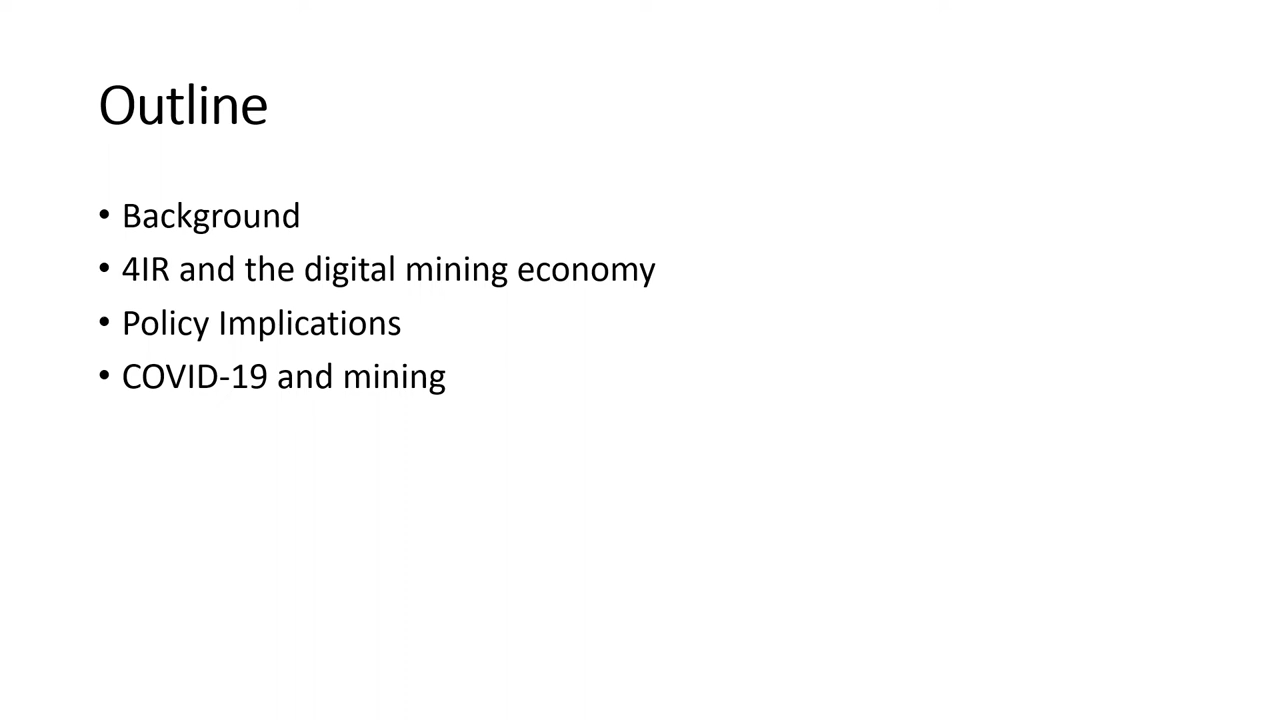 Outline
• Background
• 4IR and the digital mining economy
• Policy Implications
• COVID-19 and mining